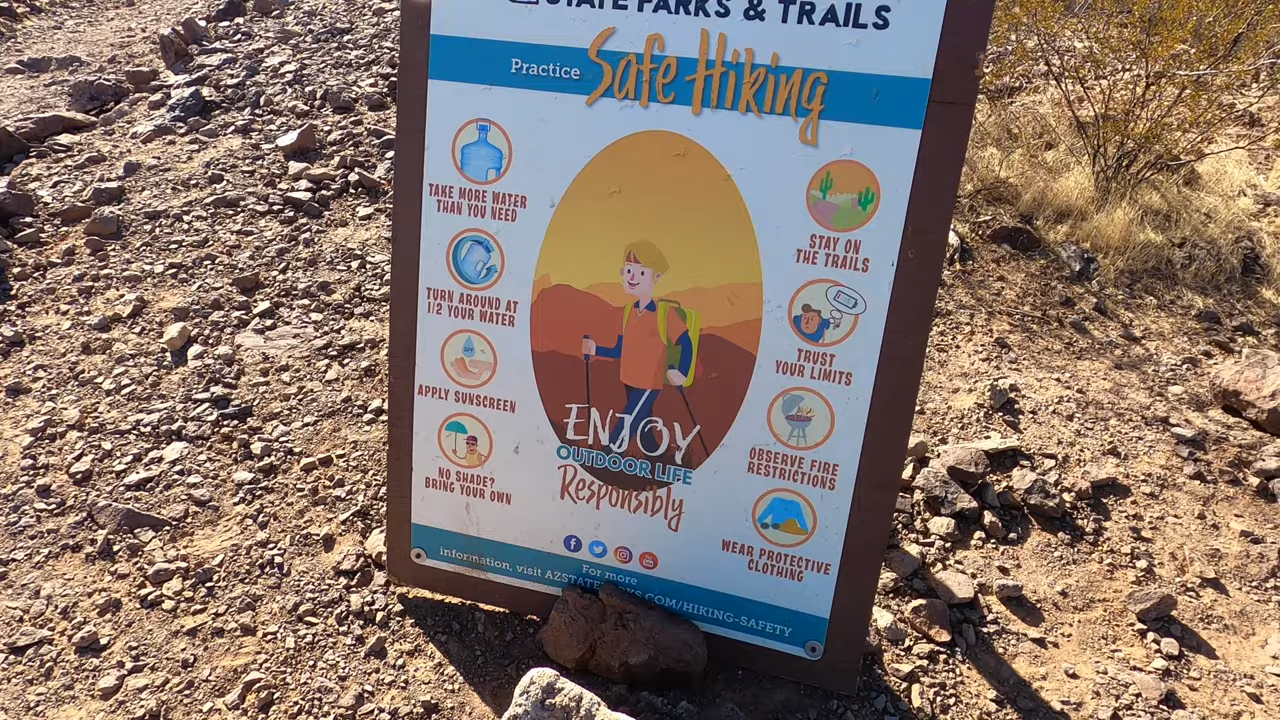 STATE PARKS & TRAILS
Practice Safe Hiking
TAKE MORE WATER
THAN YOU NEED
TURN AROUND AT
1/2 YOUR WATER
SPF
APPLY SUNSCREEN
NO SHADE?
BRING YOUR OWN
STAY ON
THE TRAILS
TRUST
YOUR LIMITS
OBSERVE FIRE
RESTRICTIONS
WEAR PROTECTIVE
CLOTHING
ENJOY
OUTDOOR LIFE
Responsibly
For more
information, visit AZSTATEPARKS.COM/HIKING-SAFETY